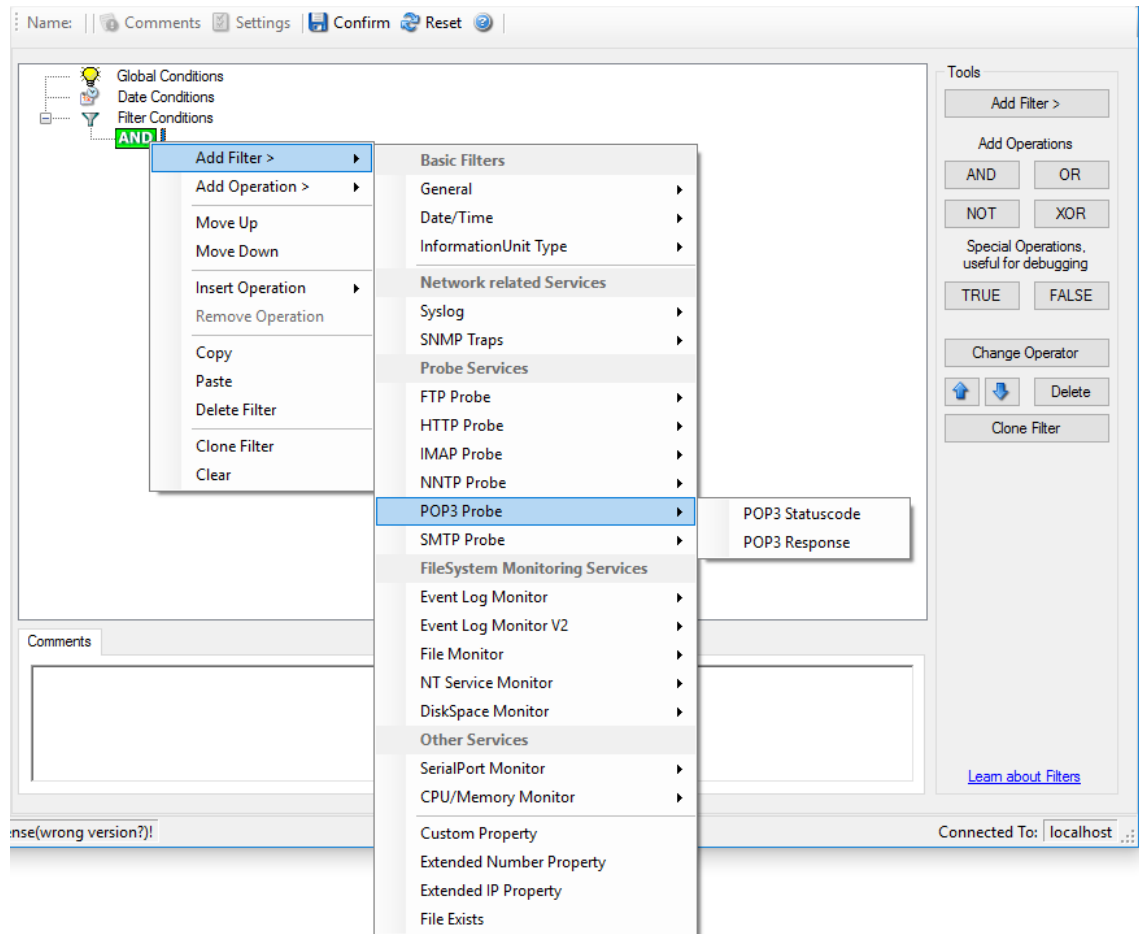 Name: Comments Settings Confirm Reset
Global Conditions
Date Conditions
Filter Conditions
AND
Add Filter >
Add Operation >
Move Up
Move Down
Insert Operation
Remove Operation
Copy
Paste
Delete Filter
Clone Filter
Clear
Basic Filters
General
Date/Time
InformationUnit Type
Network related Services
Syslog
SNMP Traps
Probe Services
FTP Probe
HTTP Probe
IMAP Probe
NNTP Probe
POP3 Probe
SMTP Probe
FileSystem Monitoring Services
Event Log Monitor
Event Log Monitor V2
File Monitor
NT Service Monitor
DiskSpace Monitor
Other Services
SerialPort Monitor
CPU/Memory Monitor
Custom Property
Extended Number Property
Extended IP Property
File Exists
POP3 Statuscode
POP3 Response
Tools
Add Filter >
Add Operations
AND OR
NOT XOR
Special Operations,
useful for debugging
TRUE FALSE
Change Operator
Delete
Clone Filter
Learn about Filters
Comments
ense(wrong version?)!
Connected To: localhost